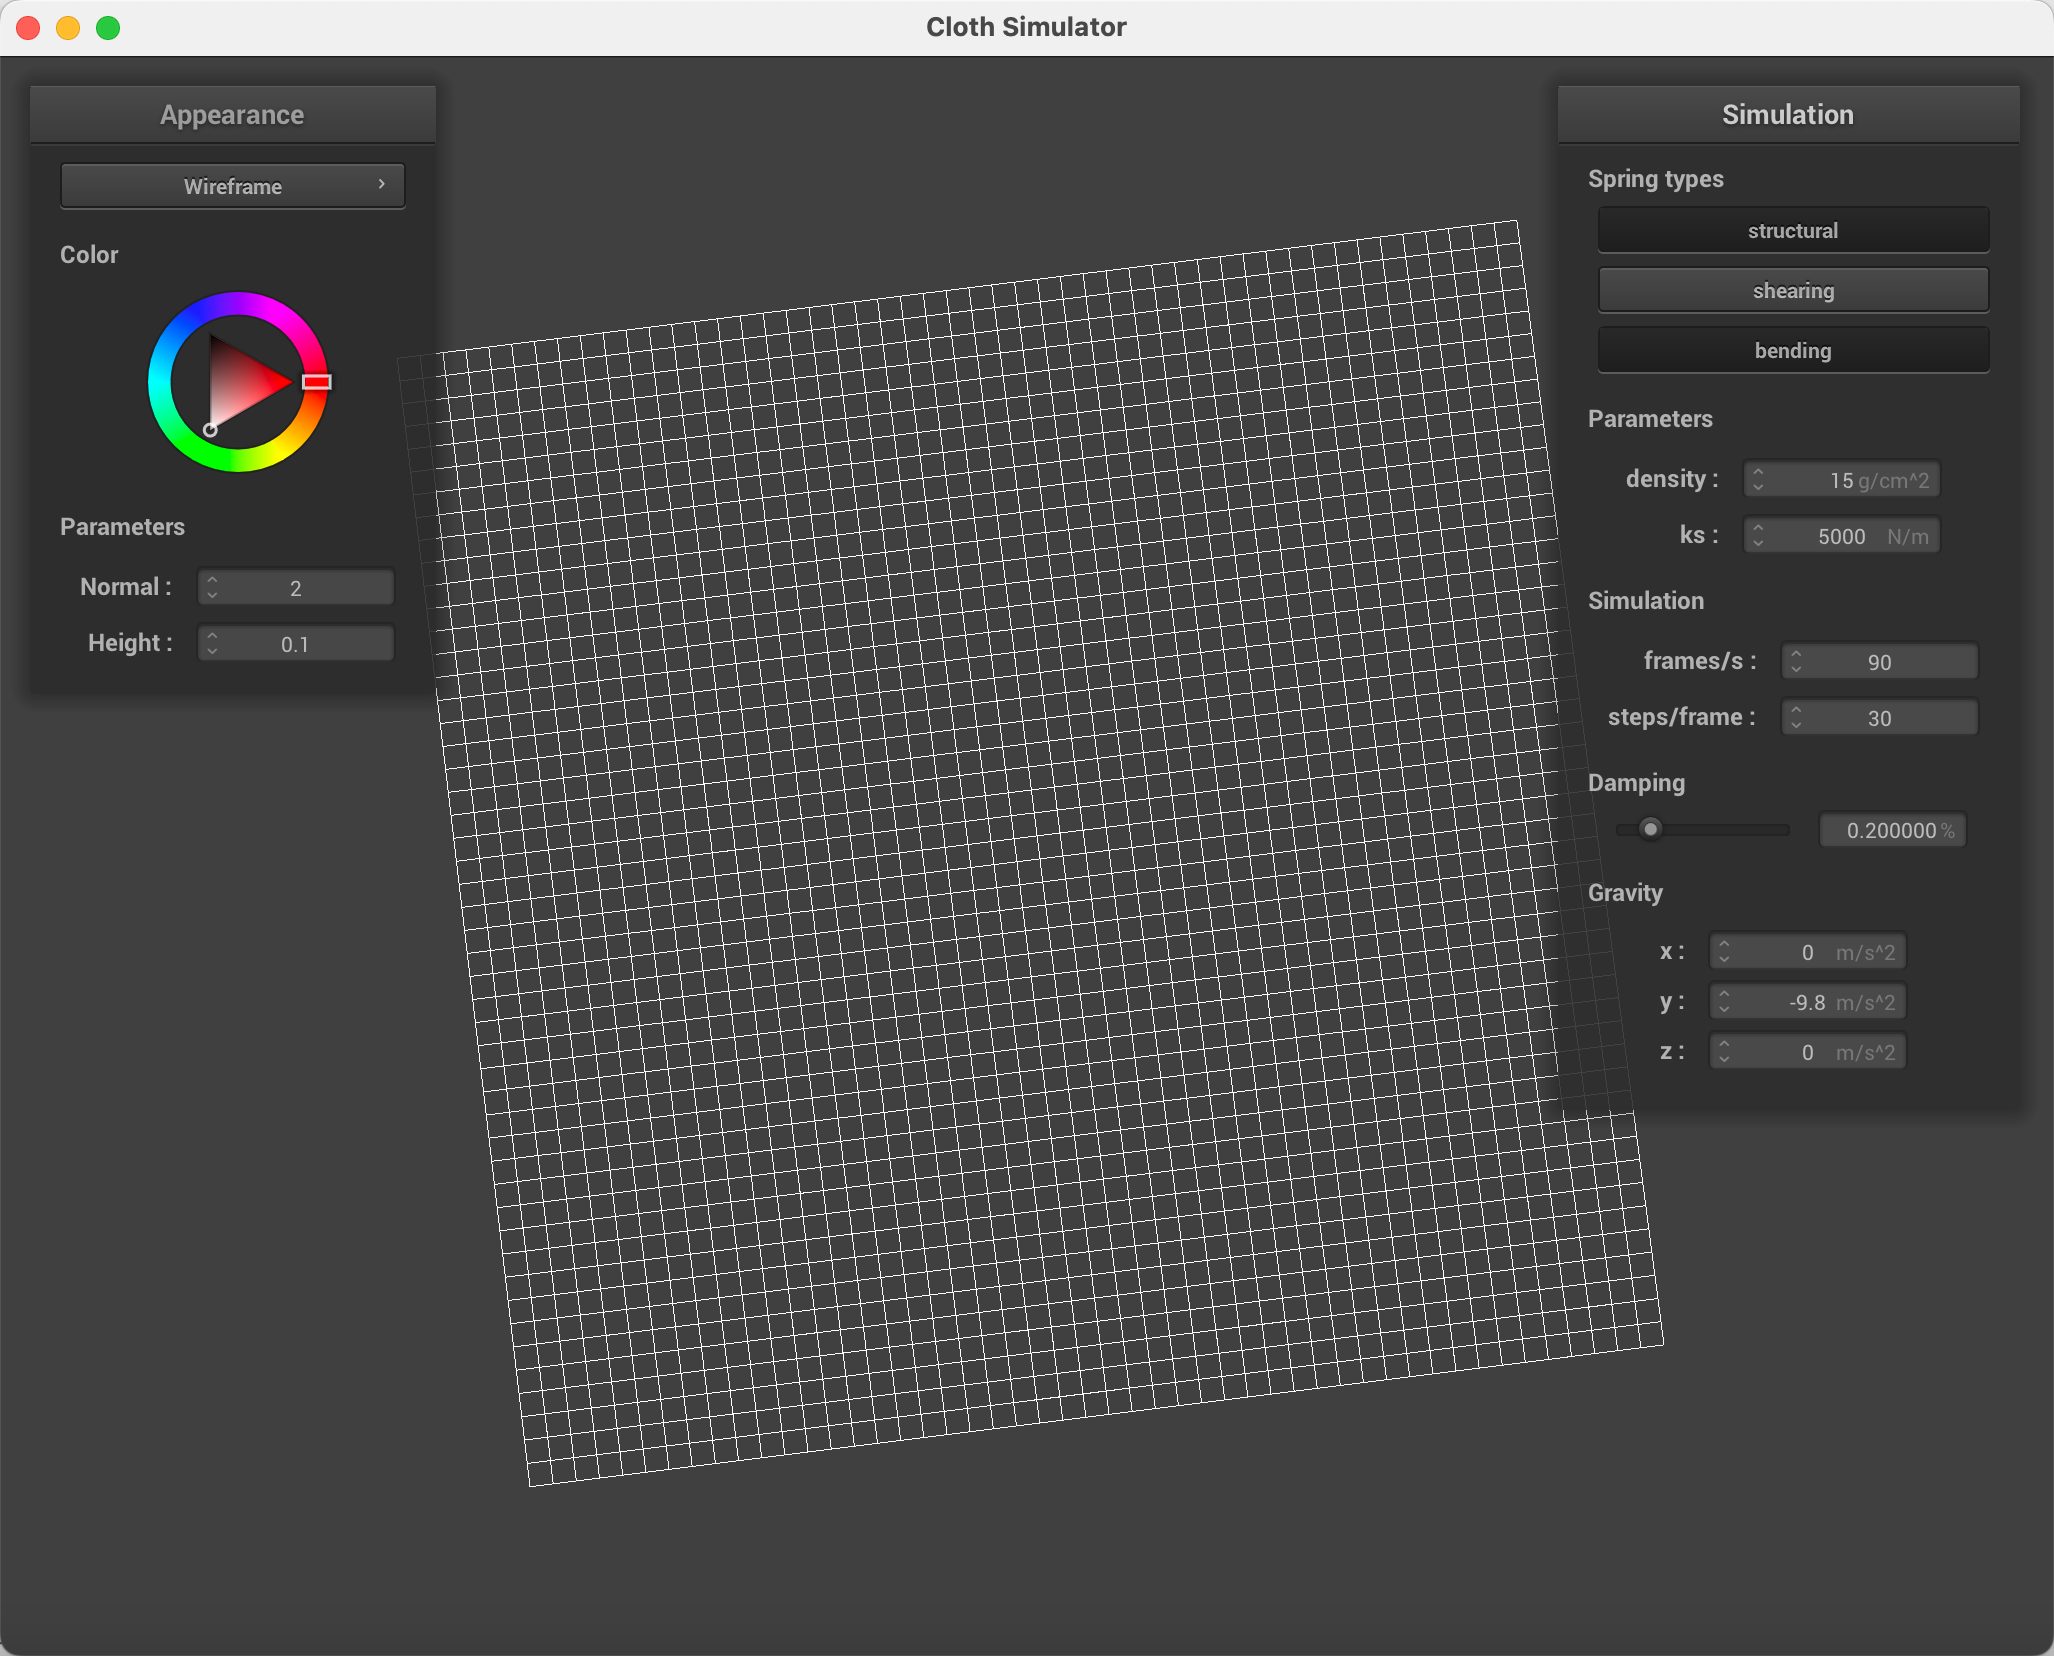 Cloth Simulator
Appearance
Wireframe
Color
Parameters
Normal : 2
Height : 0.1
Simulation
Spring types
structural
shearing
bending
Parameters
density : 15 g/cm^2
ks : 5000 N/m
Simulation
frames/s : 90
steps/frame : 30
Damping
0.200000 %
Gravity
x : 0 m/s^2
y : -9.8 m/s^2
z : 0 m/s^2